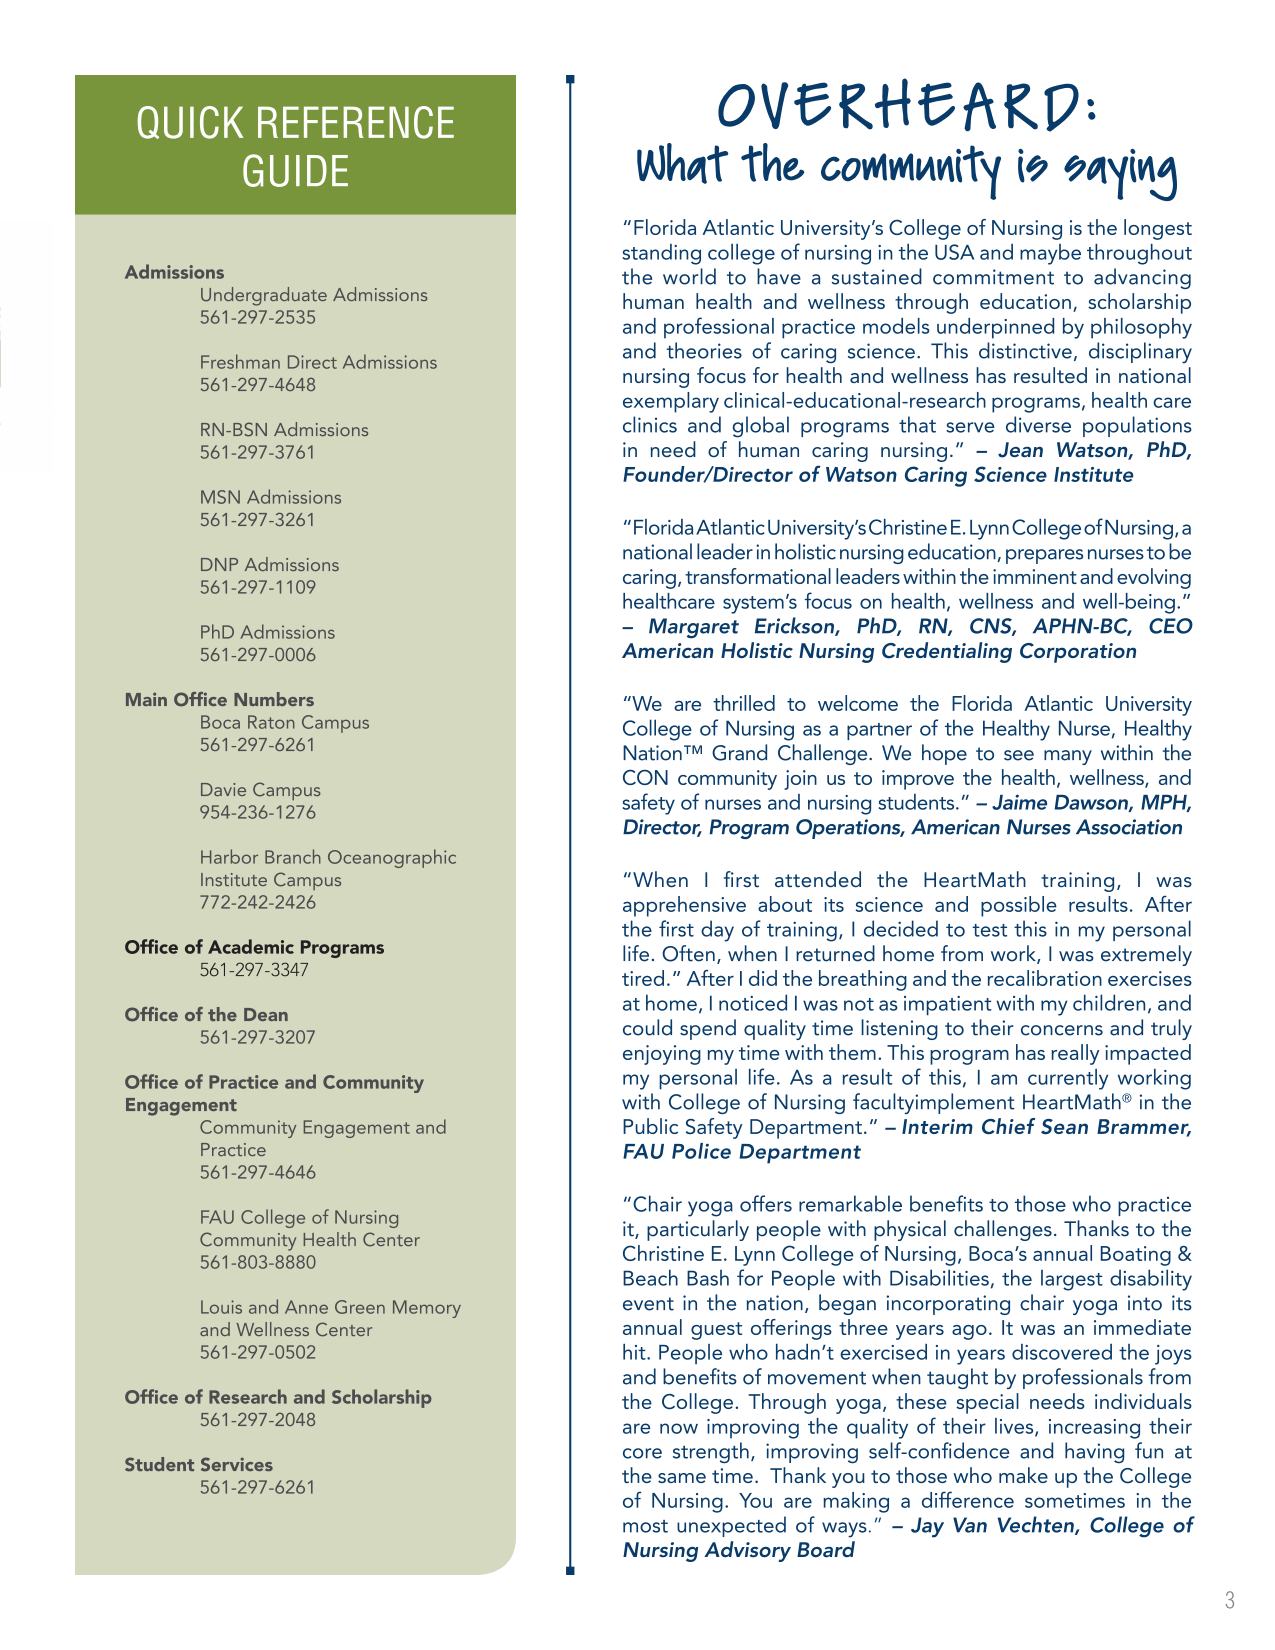 QUICK REFERENCE
GUIDE
Admissions
Undergraduate Admissions
561-297-2535
Freshman Direct Admissions
561-297-4648
RN-BSN Admissions
561-297-3761
MSN Admissions
561-297-3261
DNP Admissions
561-297-1109
PhD Admissions
561-297-0006
Main Office Numbers
Boca Raton Campus
561-297-6261
Davie Campus
954-236-1276
Harbor Branch Oceanographic
Institute Campus
772-242-2426
Office of Academic Programs
561-297-3347
Office of the Dean
561-297-3207
Office of Practice and Community
Engagement
Community Engagement and
Practice
561-297-4646
FAU College of Nursing
Community Health Center
561-803-8880
Louis and Anne Green Memory
and Wellness Center
561-297-0502
Office of Research and Scholarship
561-297-2048
Student Services
561-297-6261
OVERHEARD:
What the community is saying
“Florida Atlantic University’s College of Nursing is the longest
standing college of nursing in the USA and maybe throughout
the world to have a sustained commitment to advancing
human health and wellness through education, scholarship
and professional practice models underpinned by philosophy
and theories of caring science. This distinctive, disciplinary
nursing focus for health and wellness has resulted in national
exemplary clinical-educational-research programs, health care
clinics and global programs that serve diverse populations
in need of human caring nursing.” – Jean Watson, PhD,
Founder/Director of Watson Caring Science Institute
“Florida Atlantic University’s Christine E. Lynn College of Nursing, a
national leader in holistic nursing education, prepares nurses to be
caring, transformational leaders within the imminent and evolving
healthcare system’s focus on health, wellness and well-being.”
– Margaret Erickson, PhD, RN, CNS, APHN-BC, CEO
American Holistic Nursing Credentialing Corporation
“We are thrilled to welcome the Florida Atlantic University
College of Nursing as a partner of the Healthy Nurse, Healthy
Nation™ Grand Challenge. We hope to see many within the
CON community join us to improve the health, wellness, and
safety of nurses and nursing students.” – Jaime Dawson, MPH,
Director, Program Operations, American Nurses Association
“When I first attended the HeartMath training, I was
apprehensive about its science and possible results. After
the first day of training, I decided to test this in my personal
life. Often, when I returned home from work, I was extremely
tired.” After I did the breathing and the recalibration exercises
at home, I noticed I was not as impatient with my children, and
could spend quality time listening to their concerns and truly
enjoying my time with them. This program has really impacted
my personal life. As a result of this, I am currently working
with College of Nursing facultyimplement HeartMath® in the
Public Safety Department.” – Interim Chief Sean Brammer,
FAU Police Department
“Chair yoga offers remarkable benefits to those who practice
it, particularly people with physical challenges. Thanks to the
Christine E. Lynn College of Nursing, Boca’s annual Boating &
Beach Bash for People with Disabilities, the largest disability
event in the nation, began incorporating chair yoga into its
annual guest offerings three years ago. It was an immediate
hit. People who hadn’t exercised in years discovered the joys
and benefits of movement when taught by professionals from
the College. Through yoga, these special needs individuals
are now improving the quality of their lives, increasing their
core strength, improving self-confidence and having fun at
the same time. Thank you to those who make up the College
of Nursing. You are making a difference sometimes in the
most unexpected of ways.” – Jay Van Vechten, College of
Nursing Advisory Board
3